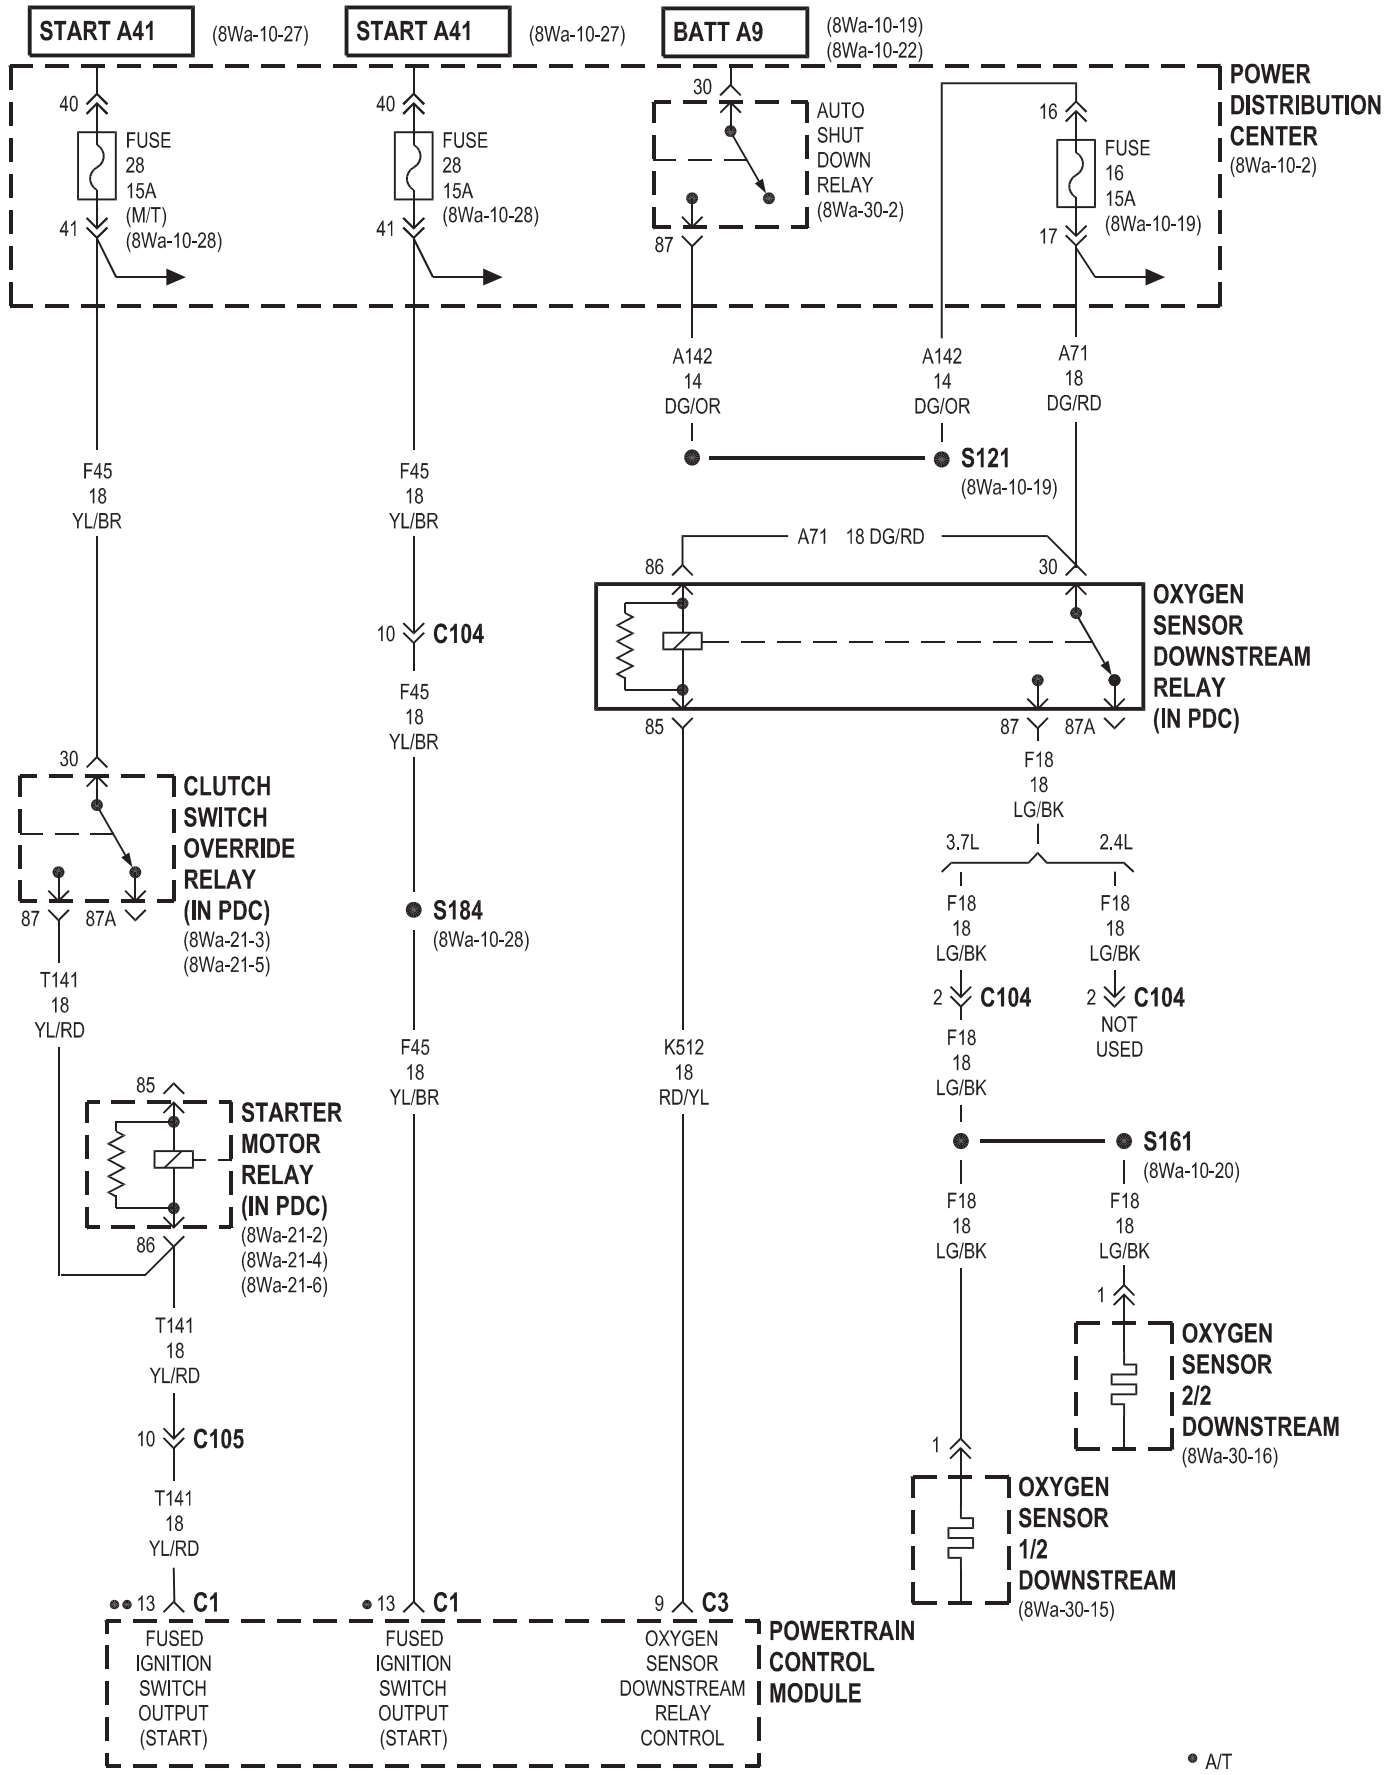 START A41
(8Wa-10-27)
START A41
(8Wa-10-27)
BATT A9
(8Wa-10-19)
(8Wa-10-22)
POWER
DISTRIBUTION
CENTER
(8Wa-10-2)
40
FUSE
28
15A
(M/T)
(8Wa-10-28)
41
40
FUSE
28
15A
(8Wa-10-28)
41
30
AUTO
SHUT
DOWN
RELAY
(8Wa-30-2)
87
16
FUSE
16
15A
(8Wa-10-19)
17
A142
14
DG/OR
A142
14
DG/OR
A71
18
DG/RD
S121
(8Wa-10-19)
F45
18
YL/BR
F45
18
YL/BR
A71 18 DG/RD
86
30
OXYGEN
SENSOR
DOWNSTREAM
RELAY
(IN PDC)
85
87
87A
10 C104
F45
18
YL/BR
F18
18
LG/BK
3.7L
2.4L
30
CLUTCH
SWITCH
OVERRIDE
RELAY
(IN PDC)
(8Wa-21-3)
(8Wa-21-5)
87
87A
S184
(8Wa-10-28)
F18
18
LG/BK
F18
18
LG/BK
2 C104
2 C104
NOT
USED
T141
18
YL/RD
F45
18
YL/BR
K512
18
RD/YL
F18
18
LG/BK
85
STARTER
MOTOR
RELAY
(IN PDC)
(8Wa-21-2)
(8Wa-21-4)
(8Wa-21-6)
86
S161
(8Wa-10-20)
F18
18
LG/BK
F18
18
LG/BK
1
OXYGEN
SENSOR
2/2
DOWNSTREAM
(8Wa-30-16)
T141
18
YL/RD
10 C105
T141
18
YL/RD
1
OXYGEN
SENSOR
1/2
DOWNSTREAM
(8Wa-30-15)
●● 13 C1
● 13 C1
9 C3
FUSED
IGNITION
SWITCH
OUTPUT
(START)
FUSED
IGNITION
SWITCH
OUTPUT
(START)
OXYGEN
SENSOR
DOWNSTREAM
RELAY
CONTROL
POWERTRAIN
CONTROL
MODULE
● A/T